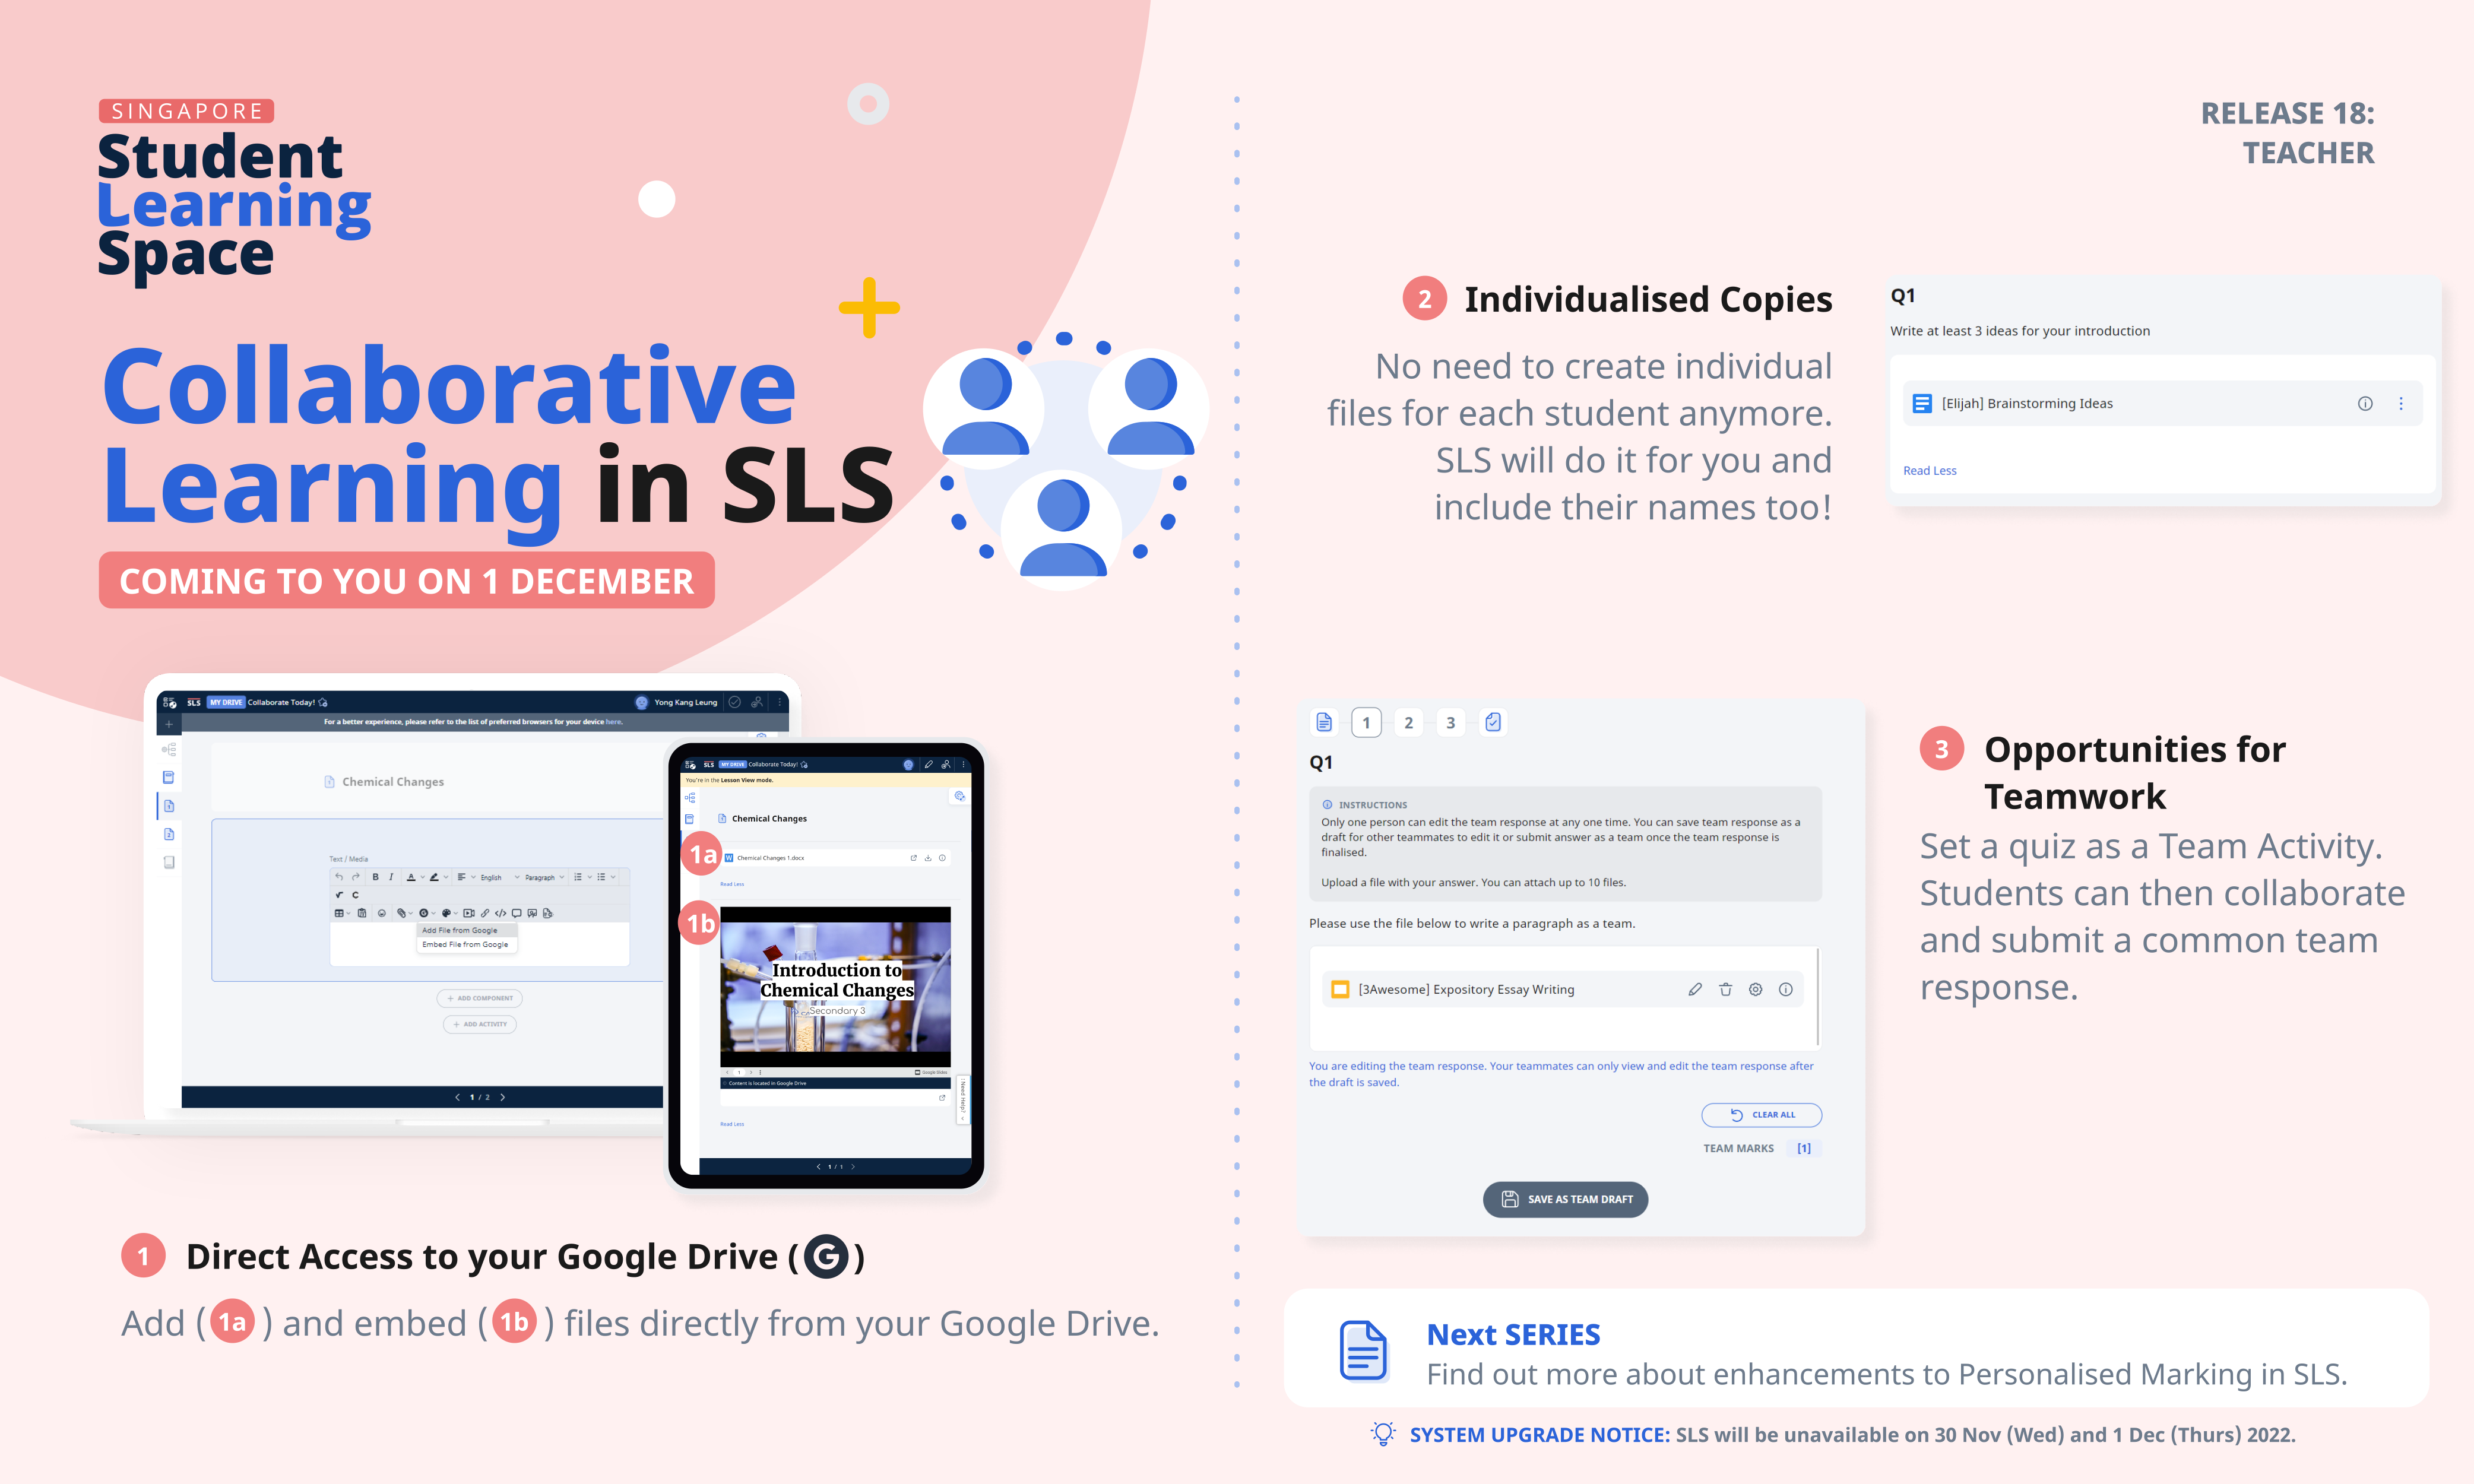 SINGAPORE
Student
Learning
Space
Collaborative
Learning in SLS
COMING TO YOU ON 1 DECEMBER
SLS MY DRIVE Collaborate Today!
Yong Kang Leung
For a better experience, please refer to the list of preferred browsers for your device here.
Chemical Changes
Text / Media
B I A English Paragraph
C
Add File from Google
Embed File from Google
+ ADD COMPONENT
+ ADD ACTIVITY
1 / 2
SLS MY DRIVE Collaborate Today!
You're in the Lesson View mode.
Chemical Changes
1a
W Chemical Changes 1.docx
Read Less
1b
Introduction to
Chemical Changes
Secondary 3
1
Google Slides
Content is located in Google Drive
Need Help?
Read Less
1 / 1
1 Direct Access to your Google Drive (G)
Add (1a) and embed (1b) files directly from your Google Drive.
RELEASE 18:
TEACHER
2 Individualised Copies
No need to create individual
files for each student anymore.
SLS will do it for you and
include their names too!
Q1
Write at least 3 ideas for your introduction
[Elijah] Brainstorming Ideas
Read Less
1 2 3
Q1
INSTRUCTIONS
Only one person can edit the team response at any one time. You can save team response as a
draft for other teammates to edit it or submit answer as a team once the team response is
finalised.
Upload a file with your answer. You can attach up to 10 files.
Please use the file below to write a paragraph as a team.
[3Awesome] Expository Essay Writing
You are editing the team response. Your teammates can only view and edit the team response after
the draft is saved.
CLEAR ALL
TEAM MARKS [1]
SAVE AS TEAM DRAFT
3 Opportunities for
Teamwork
Set a quiz as a Team Activity.
Students can then collaborate
and submit a common team
response.
Next SERIES
Find out more about enhancements to Personalised Marking in SLS.
SYSTEM UPGRADE NOTICE: SLS will be unavailable on 30 Nov (Wed) and 1 Dec (Thurs) 2022.